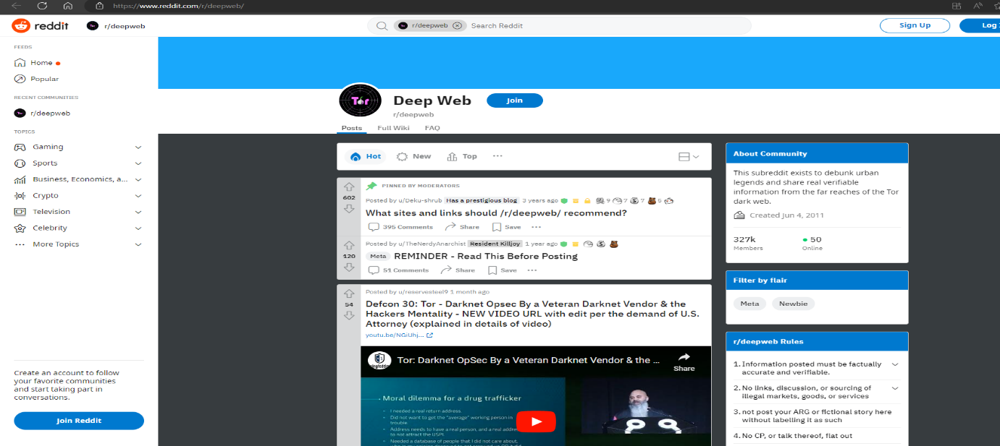 https://www.reddit.com/r/deepweb/
reddit
r/deepweb
r/deepweb
Search Reddit
Sign Up
Log
FEEDS
Home
Popular
RECENT COMMUNITIES
r/deepweb
TOPICS
Gaming
Sports
Business, Economics, a...
Crypto
Television
Celebrity
More Topics
Create an account to follow
your favorite communities
and start taking part in
conversations.
Join Reddit
Tor
Deep Web
Join
r/deepweb
Posts
Full Wiki
FAQ
Hot
New
Top
602
PINNED BY MODERATORS
Posted by u/Deku-shrub Has a prestigious blog 3 years ago 9 7 7 5
What sites and links should /r/deepweb/ recommend?
395 Comments
Share
Save
120
Posted by u/TheNerdyAnarchist Resident Killjoy 1 year ago
Meta REMINDER - Read This Before Posting
51 Comments
Share
Save
54
Posted by u/reservesteel9 1 month ago
Defcon 30: Tor - Darknet Opsec By a Veteran Darknet Vendor & the
Hackers Mentality - NEW VIDEO URL with edit per the demand of U.S.
Attorney (explained in details of video)
youtu.be/NGiUhj...
Tor: Darknet OpSec By a Veteran Darknet Vendor & the ...
Share
Moral dilemma for a drug trafficker
I needed a real return address.
Did not want to get the "average" working person in
trouble
Address needs to have a real person, and a real addre
to not attract the USPI.
Needed a database of people that I did not care about,
About Community
This subreddit exists to debunk urban
legends and share real verifiable
information from the far reaches of the Tor
dark web.
Created Jun 4, 2011
327k
Members
50
Online
Filter by flair
Meta
Newbie
r/deepweb Rules
1. Information posted must be factually
accurate and verifiable.
2. No links, discussion, or sourcing of
illegal markets, goods, or services
3. not post your ARG or fictional story here
without labelling it as such
4. No CP, or talk thereof, flat out